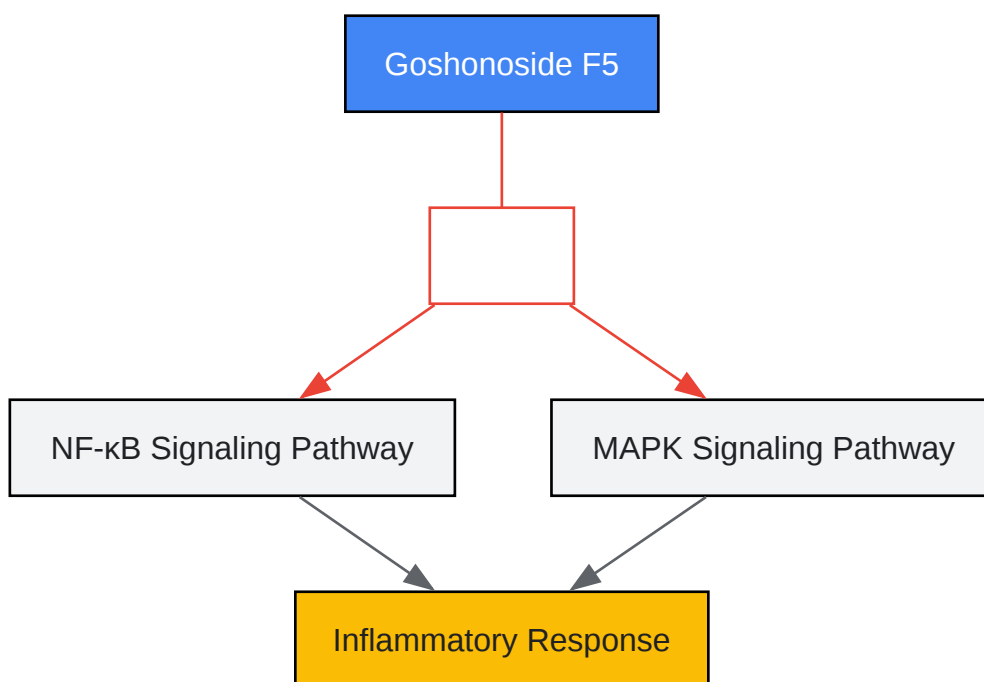 Goshonoside F5
NF-κB Signaling Pathway
MAPK Signaling Pathway
Inflammatory Response